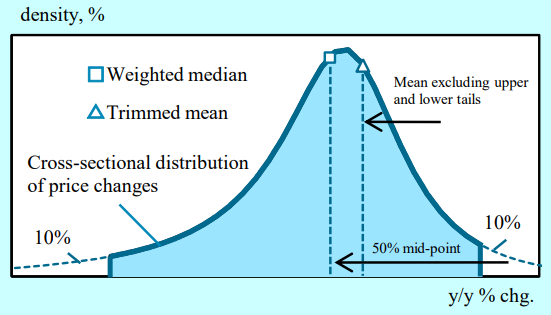 density, %
Weighted median
Trimmed mean
Mean excluding upper
and lower tails
Cross-sectional distribution
of price changes
10%
10%
50% mid-point
y/y % chg.